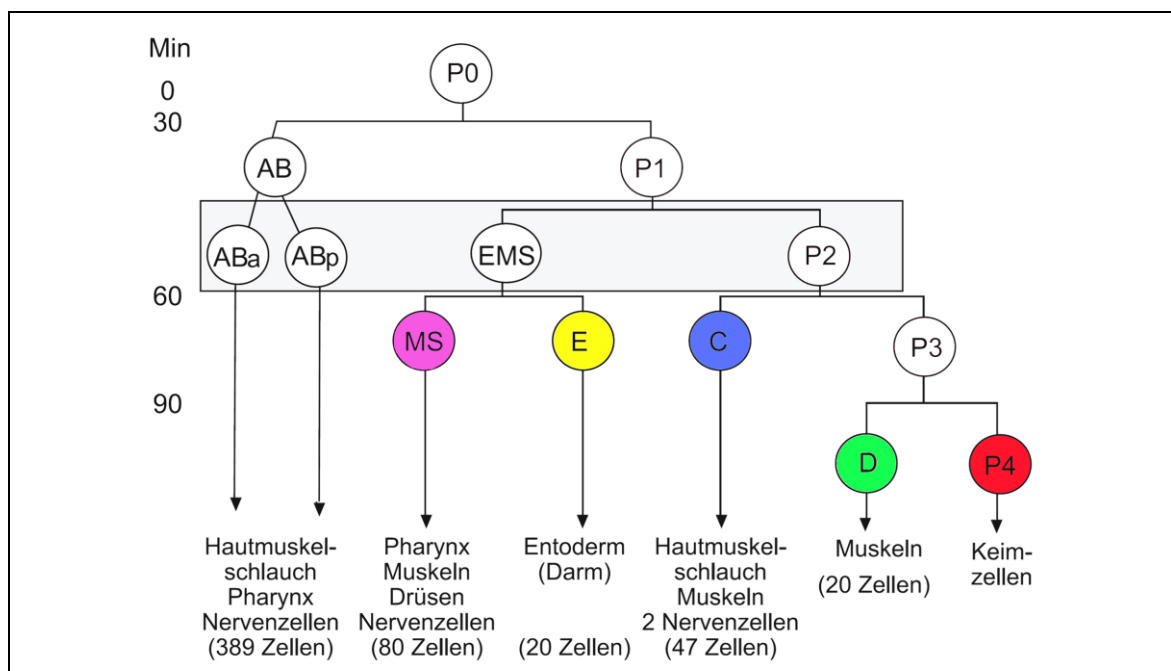 Min
P0
0
30
AB
P1
ABa
ABp
EMS
P2
60
MS
E
C
P3
90
D
P4
Hautmuskel-
schlauch
Pharynx
Nervenzellen
(389 Zellen)
Pharynx
Muskeln
Drüsen
Nervenzellen
(80 Zellen)
Entoderm
(Darm)
(20 Zellen)
Hautmuskel-
schlauch
Muskeln
2 Nervenzellen
(47 Zellen)
Muskeln
(20 Zellen)
Keim-
zellen